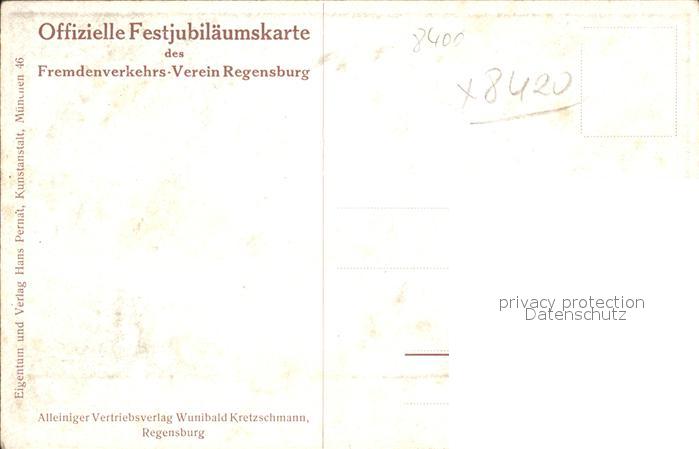 Offizielle Festjubiläumskarte
des
Fremdenverkehrs-Verein Regensburg
Eigentum und Verlag Hans Pernat, Kunstanstalt, München 46
Alleiniger Vertriebsverlag Wunibald Kretzschmann,
Regensburg
8400
x 8420
privacy protection
Datenschutz